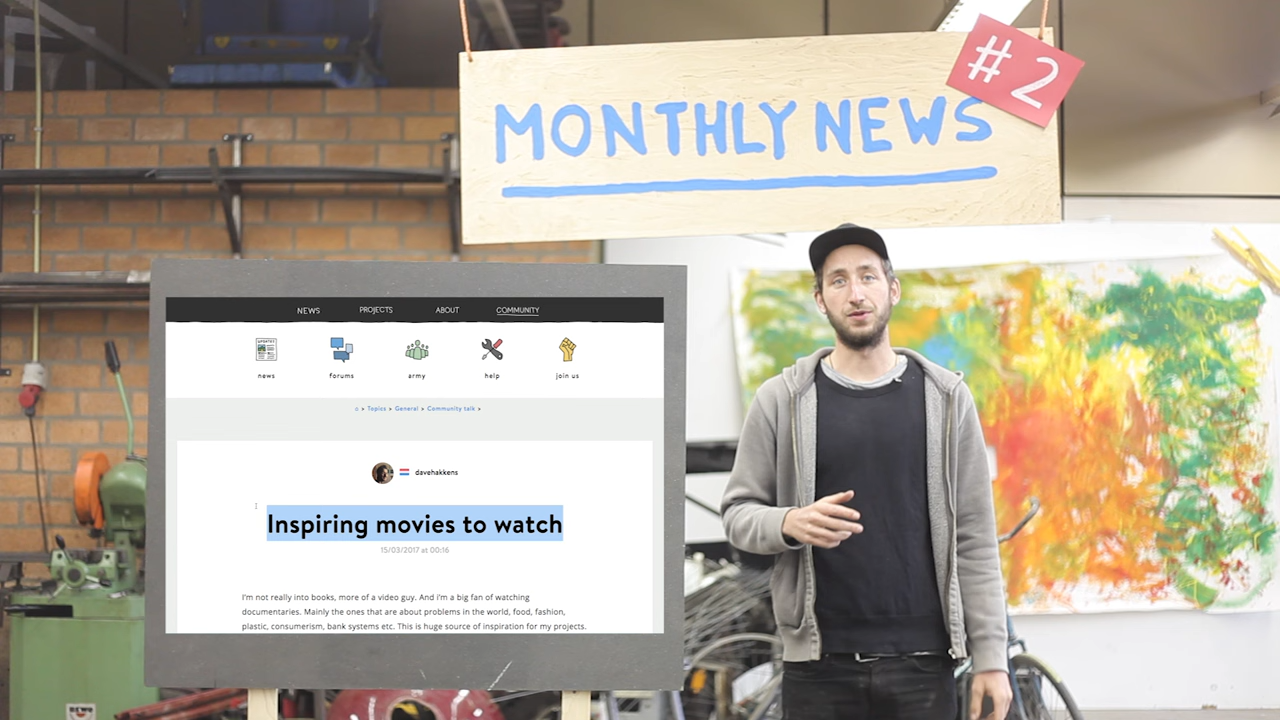 #2
MONTHLY NEWS
NEWS PROJECTS ABOUT COMMUNITY
news forums army help join us
> Topics > General > Community talk >
davehakkens
Inspiring movies to watch
15/03/2017 at 00:16
I'm not really into books, more of a video guy. And i'm a big fan of watching
documentaries. Mainly the ones that are about problems in the world, food, fashion,
plastic, consumerism, bank systems etc. This is huge source of inspiration for my projects.